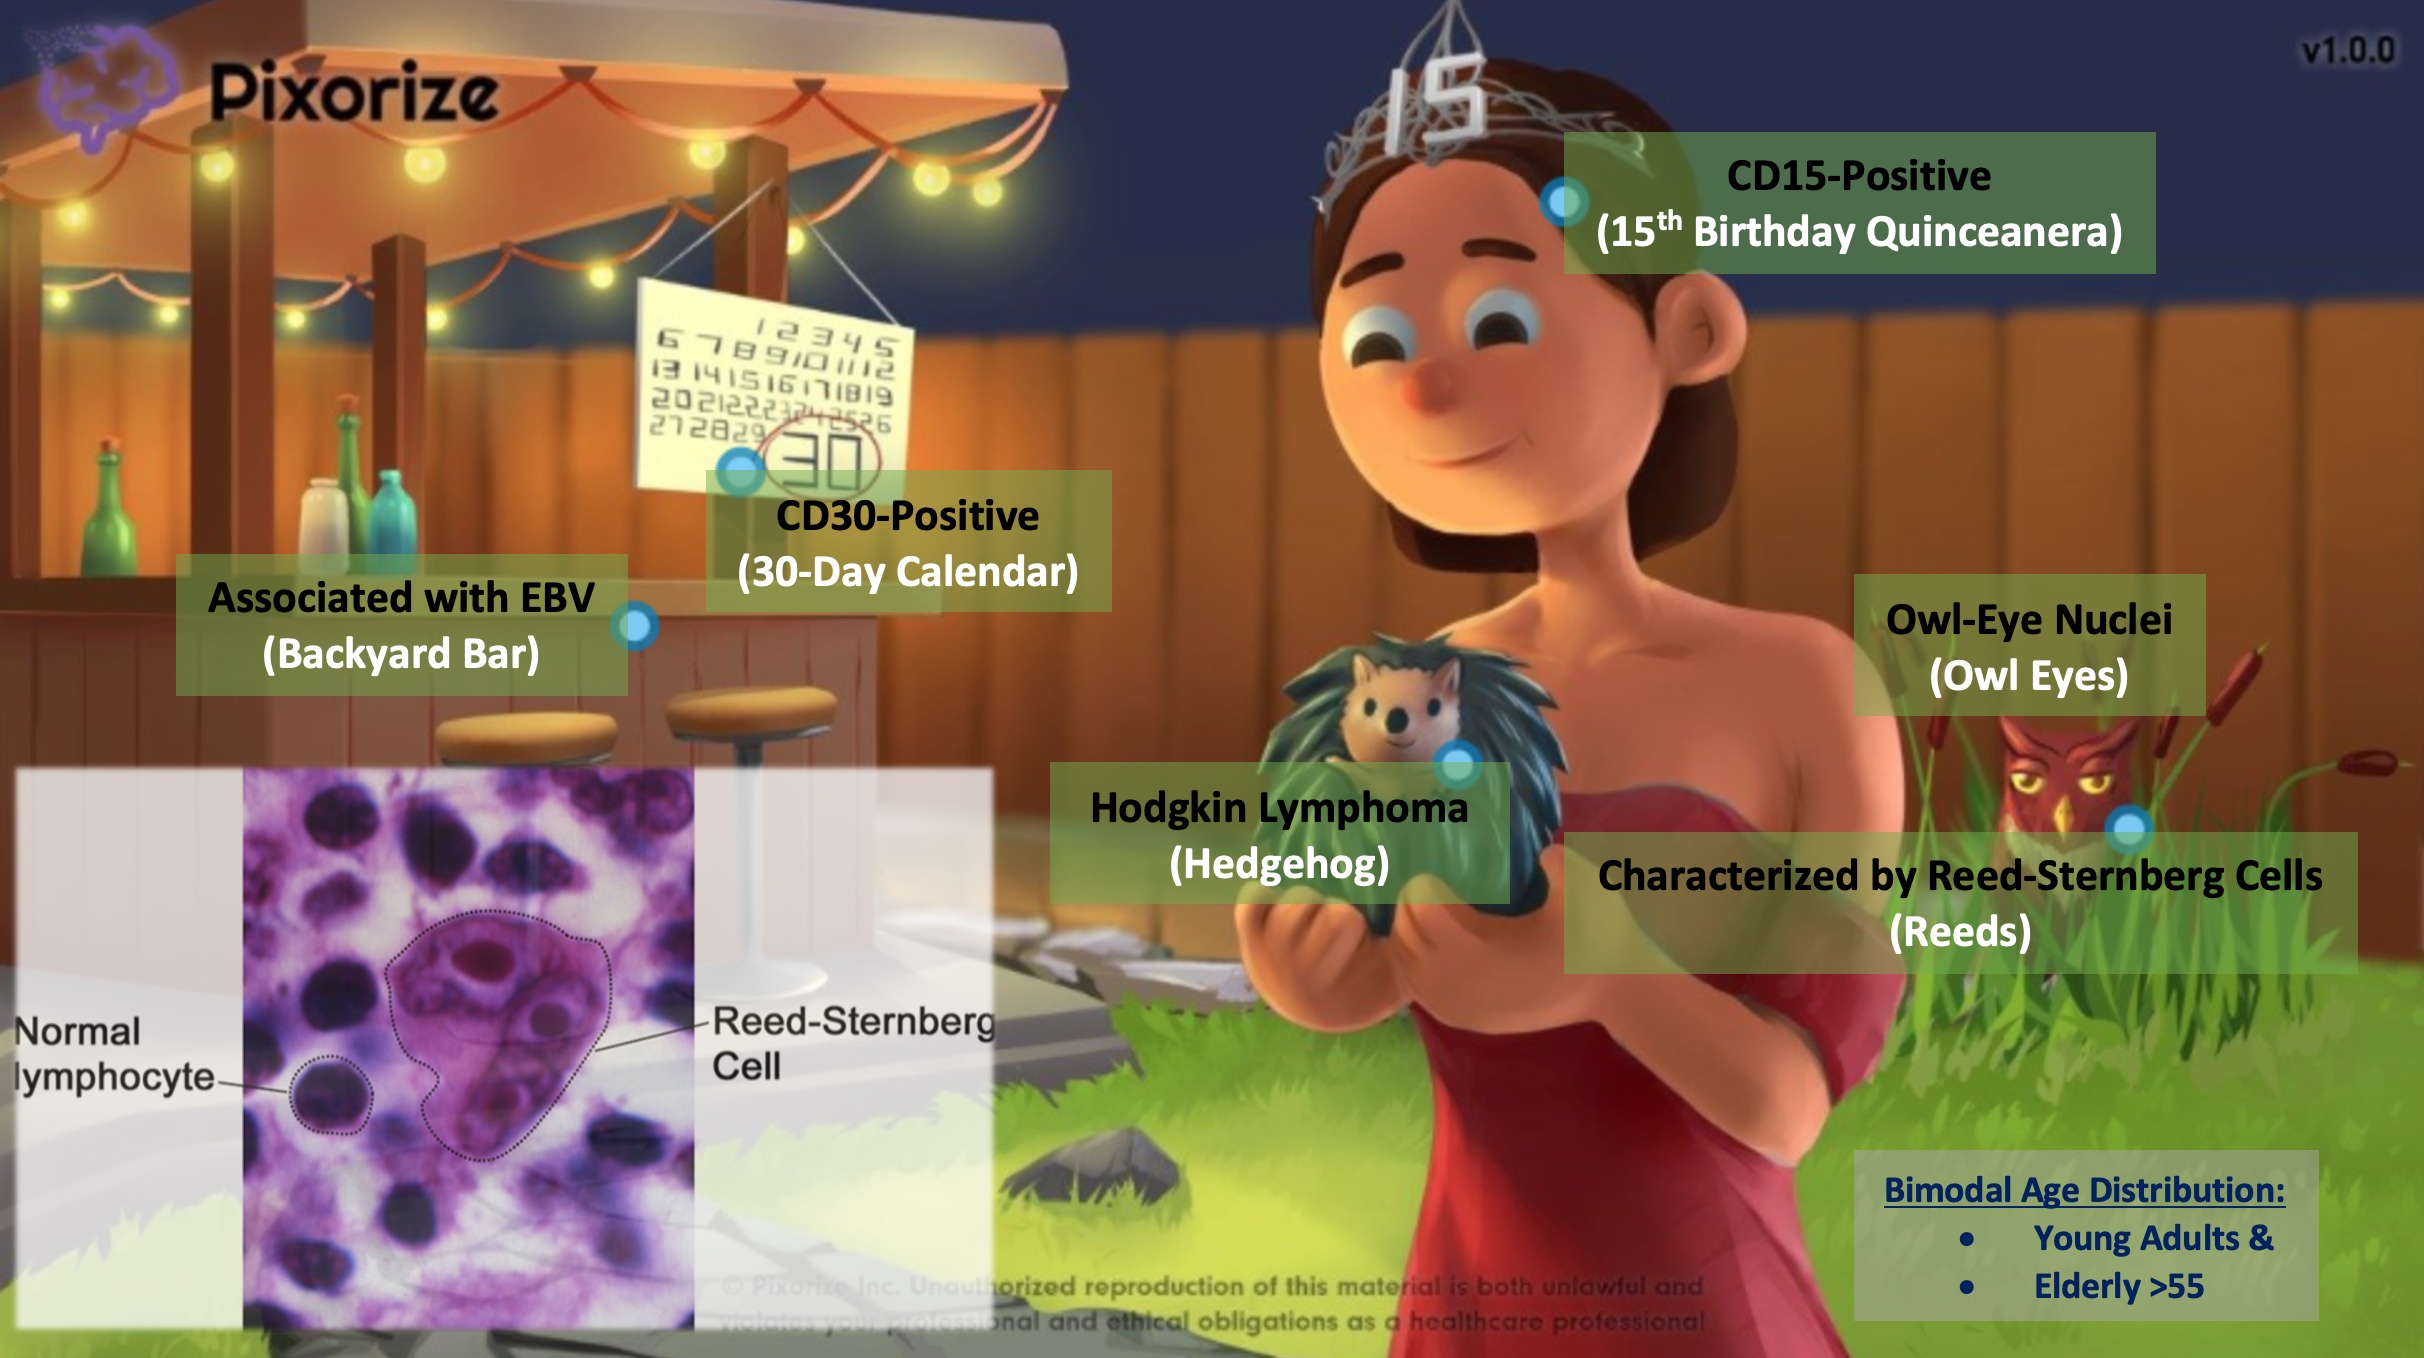 Pixorize
v1.0.0
15
CD15-Positive
(15th Birthday Quinceanera)
1 2 3 4 5
6 7 8 9 10 11 12
13 14 15 16 17 18 19
20 21 22 23 24 25 26
27 28 29 30
CD30-Positive
(30-Day Calendar)
Associated with EBV
(Backyard Bar)
Owl-Eye Nuclei
(Owl Eyes)
Hodgkin Lymphoma
(Hedgehog)
Characterized by Reed-Sternberg Cells
(Reeds)
Normal
lymphocyte
Reed-Sternberg
Cell
Bimodal Age Distribution:
• Young Adults &
• Elderly >55
© Pixorize Inc. Unauthorized reproduction of this material is both unlawful and
violates your professional and ethical obligations as a healthcare professional